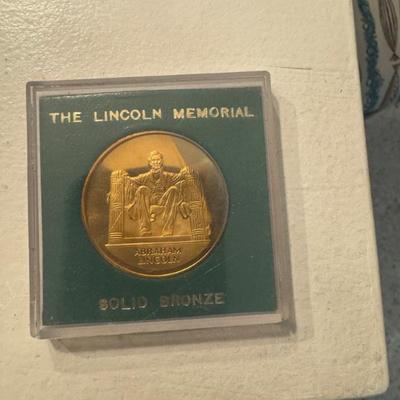 THE LINCOLN MEMORIAL
ABRAHAM
LINCOLN
SOLID BRONZE